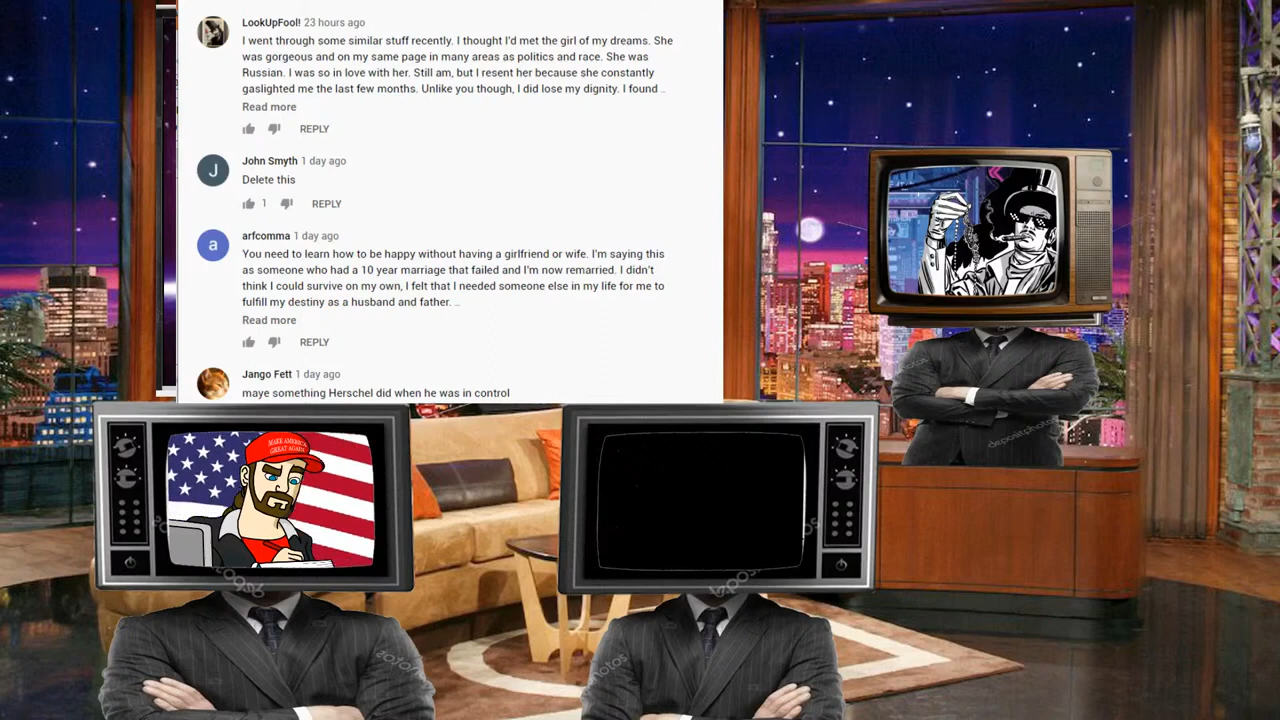 LookUpFool! 23 hours ago
I went through some similar stuff recently. I thought I'd met the girl of my dreams. She
was gorgeous and on my same page in many areas as politics and race. She was
Russian. I was so in love with her. Still am, but I resent her because she constantly
gaslighted me the last few months. Unlike you though, I did lose my dignity. I found ..
Read more
REPLY
J
John Smyth 1 day ago
Delete this
1 REPLY
a
arfcomma 1 day ago
You need to learn how to be happy without having a girlfriend or wife. I'm saying this
as someone who had a 10 year marriage that failed and I'm now remarried. I didn't
think I could survive on my own, I felt that I needed someone else in my life for me to
fulfill my destiny as a husband and father. ..
Read more
REPLY
Jango Fett 1 day ago
maye something Herschel did when he was in control
MAKE AMERICA
GREAT AGAIN
depositphotos